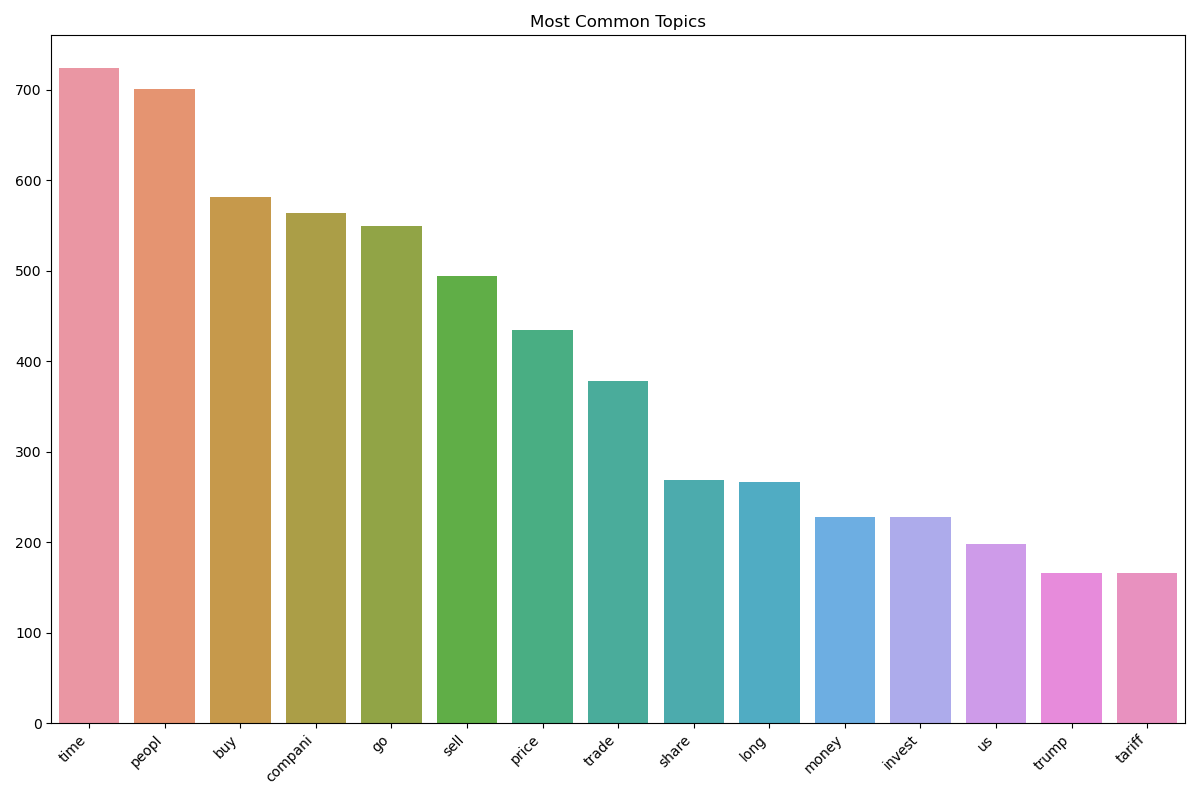 Most Common Topics
700
600
500
400
300
200
100
0
time
peopl
buy
compani
go
sell
price
trade
share
long
money
invest
us
trump
tariff